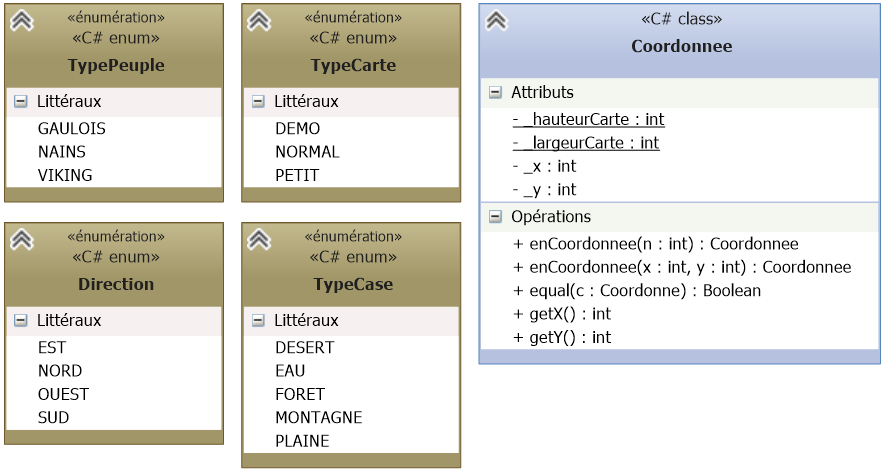 «énumération»
«C# enum»
TypePeuple
Littéraux
GAULOIS
NAINS
VIKING
«énumération»
«C# enum»
TypeCarte
Littéraux
DEMO
NORMAL
PETIT
«C# class»
Coordonnee
Attributs
- _hauteurCarte : int
- _largeurCarte : int
- _x : int
- _y : int
Opérations
+ enCoordonnee(n : int) : Coordonnee
+ enCoordonnee(x : int, y : int) : Coordonnee
+ equal(c : Coordonne) : Boolean
+ getX() : int
+ getY() : int
«énumération»
«C# enum»
Direction
Littéraux
EST
NORD
OUEST
SUD
«énumération»
«C# enum»
TypeCase
Littéraux
DESERT
EAU
FORET
MONTAGNE
PLAINE